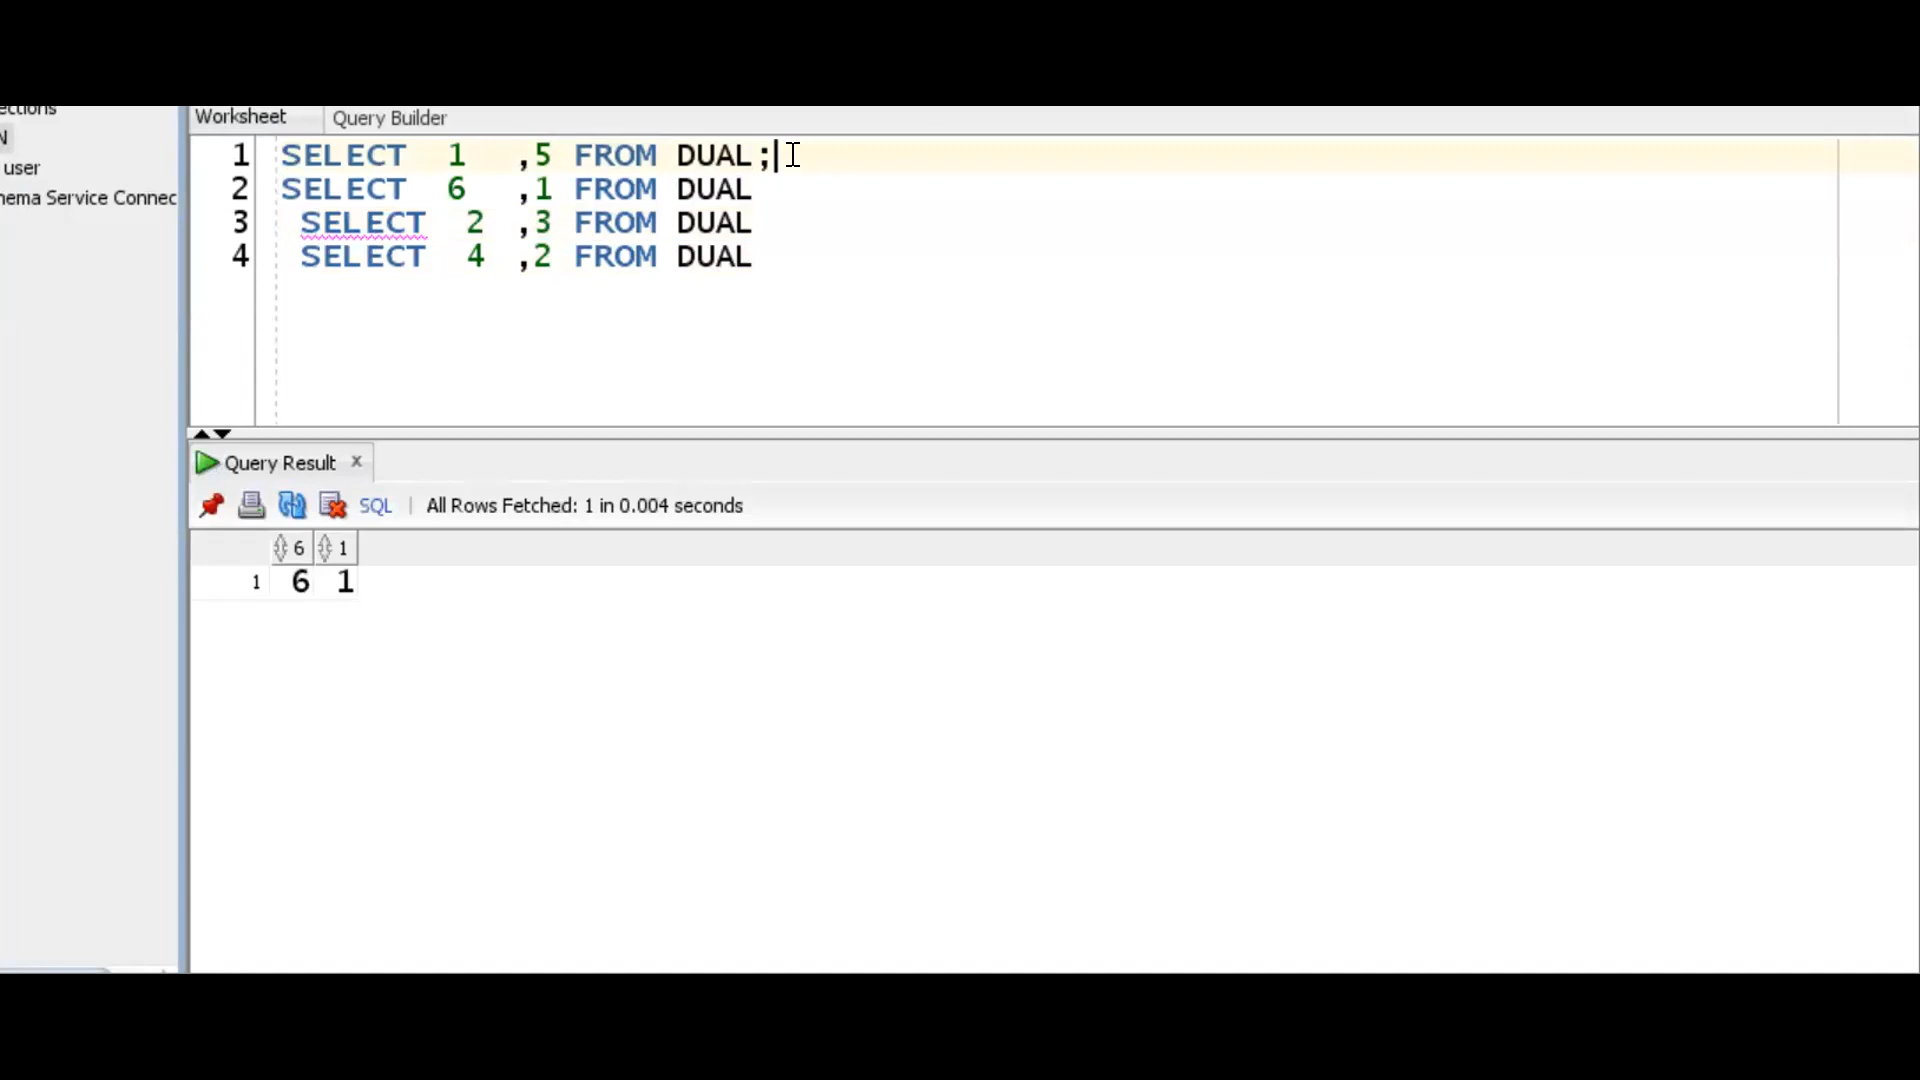 ections
N
user
nema Service Connec
Worksheet Query Builder
1 SELECT 1 ,5 FROM DUAL;
2 SELECT 6 ,1 FROM DUAL
3 SELECT 2 ,3 FROM DUAL
4 SELECT 4 ,2 FROM DUAL
Query Result x
SQL | All Rows Fetched: 1 in 0.004 seconds
6 1
1 6 1